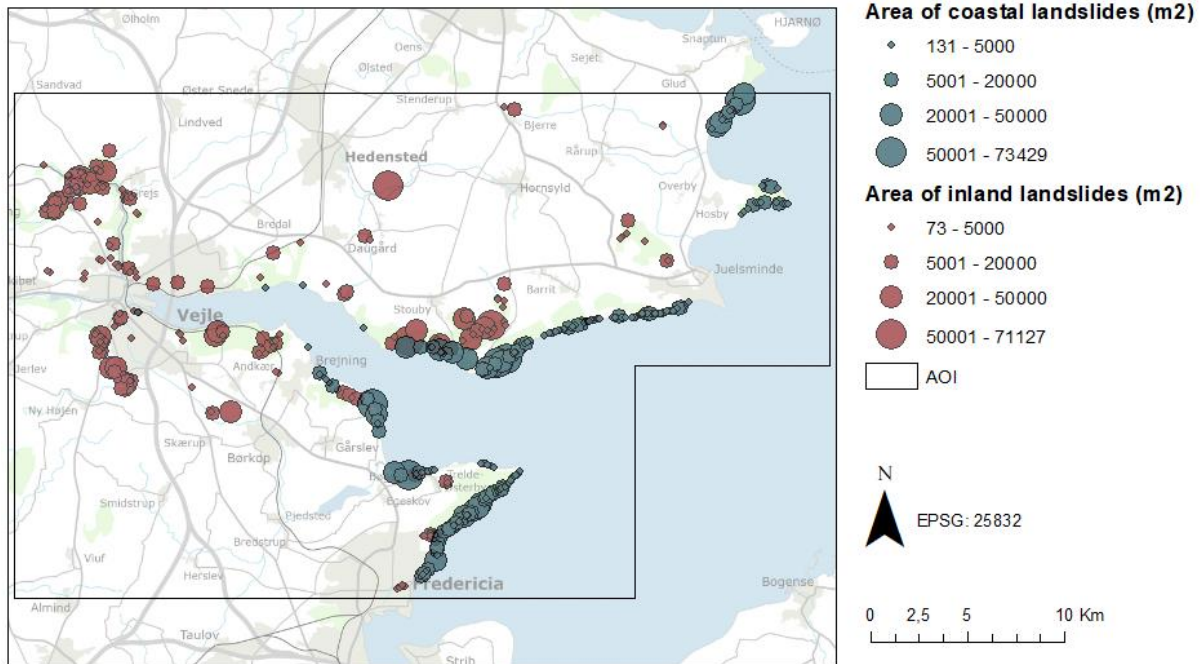 Ølholm
HJARNØ
Snaptun
Oens
Sejet
Ølsted
Sandvad
Øster Snede
Glud
Stenderup
Lindved
Bjerre
Hedensted
Rårup
Hornsyld
Overby
Hosby
Bredal
Daugård
Juelsminde
Barrit
Stouby
Vejle
Brejning
Andkær
Jerlev
Ny Højen
Skærup
Gårslev
Børkop
Trelde-
Østerby
Egeskov
Smidstrup
Pjedsted
Bredstrup
Viuf
Herslev
Fredericia
Bogense
Almind
Taulov
Strib
Area of coastal landslides (m2)
131 - 5000
5001 - 20000
20001 - 50000
50001 - 73429
Area of inland landslides (m2)
73 - 5000
5001 - 20000
20001 - 50000
50001 - 71127
AOI
N
EPSG: 25832
0 2,5 5 10 Km